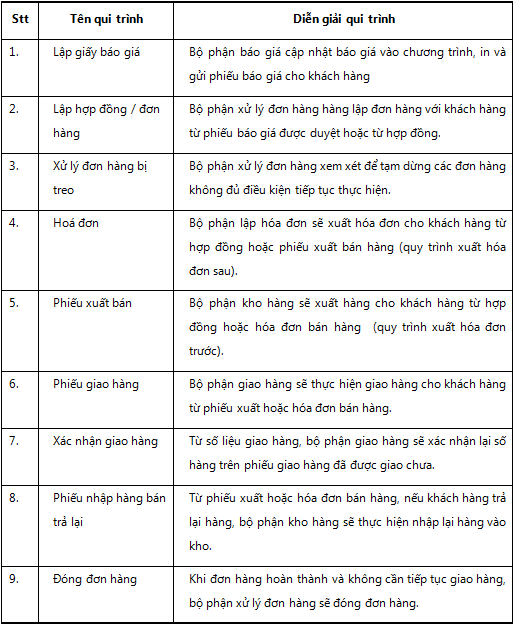 Stt Tên qui trình Diễn giải qui trình
1. Lập giấy báo giá Bộ phận báo giá cập nhật báo giá vào chương trình, in và
gửi phiếu báo giá cho khách hàng
2. Lập hợp đồng / đơn Bộ phận xử lý đơn hàng hàng lập đơn hàng với khách hàng
hàng từ phiếu báo giá được duyệt hoặc từ hợp đồng.
3. Xử lý đơn hàng bị Bộ phận xử lý đơn hàng xem xét để tạm dừng các đơn hàng
treo không đủ điều kiện tiếp tục thực hiện.
4. Hoá đơn Bộ phận lập hóa đơn sẽ xuất hóa đơn cho khách hàng từ
hợp đồng hoặc phiếu xuất bán hàng (quy trình xuất hóa
đơn sau).
5. Phiếu xuất bán Bộ phận kho hàng sẽ xuất hàng cho khách hàng từ hợp
đồng hoặc hóa đơn bán hàng (quy trình xuất hóa đơn
trước).
6. Phiếu giao hàng Bộ phận giao hàng sẽ thực hiện giao hàng cho khách hàng
từ phiếu xuất hoặc hóa đơn bán hàng.
7. Xác nhận giao hàng Từ số liệu giao hàng, bộ phận giao hàng sẽ xác nhận lại số
hàng trên phiếu giao hàng đã được giao chưa.
8. Phiếu nhập hàng bán Từ phiếu xuất hoặc hóa đơn bán hàng, nếu khách hàng trả
trả lại lại hàng, bộ phận kho hàng sẽ thực hiện nhập lại hàng vào
kho.
9. Đóng đơn hàng Khi đơn hàng hoàn thành và không cần tiếp tục giao hàng,
bộ phận xử lý đơn hàng sẽ đóng đơn hàng.